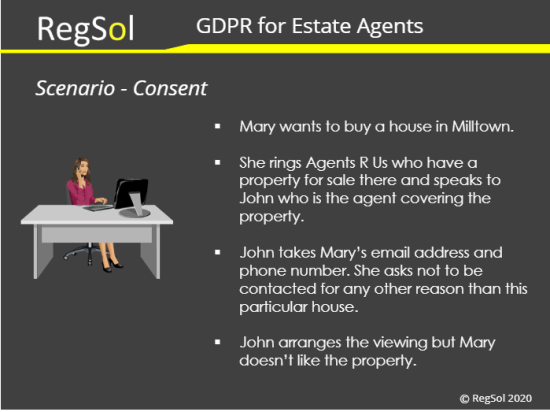 RegSol
GDPR for Estate Agents
Scenario - Consent
▪ Mary wants to buy a house in Milltown.
▪ She rings Agents R Us who have a
property for sale there and speaks to
John who is the agent covering the
property.
▪ John takes Mary’s email address and
phone number. She asks not to be
contacted for any other reason than this
particular house.
▪ John arranges the viewing but Mary
doesn’t like the property.
© RegSol 2020